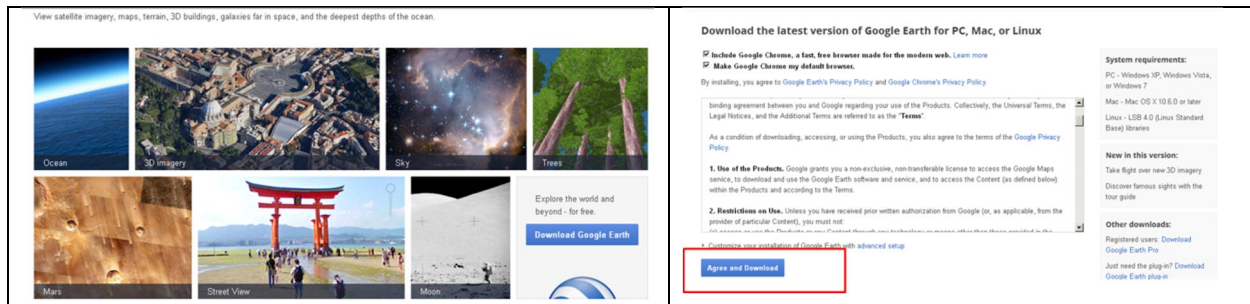 View satellite imagery, maps, terrain, 3D buildings, galaxies far in space, and the deepest depths of the ocean.
Ocean
3D imagery
Sky
Trees
Mars
Street View
Moon
Explore the world and
beyond - for free.
Download Google Earth
Download the latest version of Google Earth for PC, Mac, or Linux
Include Google Chrome, a fast, free browser made for the modern web. Learn more
Make Google Chrome my default browser.
By installing, you agree to Google Earth's Privacy Policy and Google Chrome's Privacy Policy.
binding agreement between you and Google regarding your use of the Products. Collectively, the Universal Terms, the
Legal Notices, and the Additional Terms are referred to as the "Terms".
As a condition of downloading, accessing, or using the Products, you also agree to the terms of the Google Privacy
Policy.
1. Use of the Products. Google grants you a non-exclusive, non-transferable license to access the Google Maps
service, to download and use the Google Earth software and service, and to access the Content (as defined below)
within the Products and according to the Terms.
2. Restrictions on Use. Unless you have received prior written authorization from Google (or, as applicable, from the
provider of particular Content), you must not:
Customize your installation of Google Earth with advanced setup
Agree and Download
System requirements:
PC - Windows XP, Windows Vista,
or Windows 7
Mac - Mac OS X 10.6.0 or later
Linux - LSB 4.0 (Linux Standard
Base) libraries
New in this version:
Take flight over new 3D imagery
Discover famous sights with the
tour guide
Other downloads:
Registered users: Download
Google Earth Pro
Just need the plug-in? Download
Google Earth plug-in